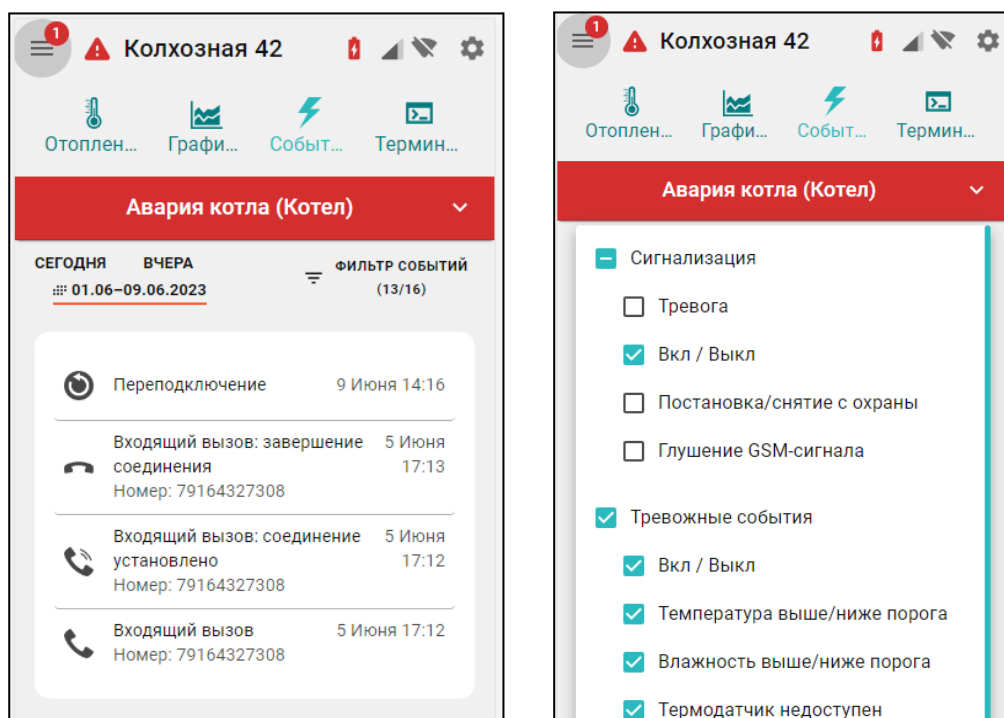 1
Колхозная 42
Отоплен...
Графи...
Событ...
Термин...
Авария котла (Котел)
СЕГОДНЯ
ВЧЕРА
01.06–09.06.2023
ФИЛЬТР СОБЫТИЙ
(13/16)
Переподключение
9 Июня 14:16
Входящий вызов: завершение
соединения
Номер: 79164327308
5 Июня
17:13
Входящий вызов: соединение
установлено
Номер: 79164327308
5 Июня
17:12
Входящий вызов
Номер: 79164327308
5 Июня 17:12
1
Колхозная 42
Отоплен...
Графи...
Событ...
Термин...
Авария котла (Котел)
Сигнализация
Тревога
Вкл / Выкл
Постановка/снятие с охраны
Глушение GSM-сигнала
Тревожные события
Вкл / Выкл
Температура выше/ниже порога
Влажность выше/ниже порога
Термодатчик недоступен